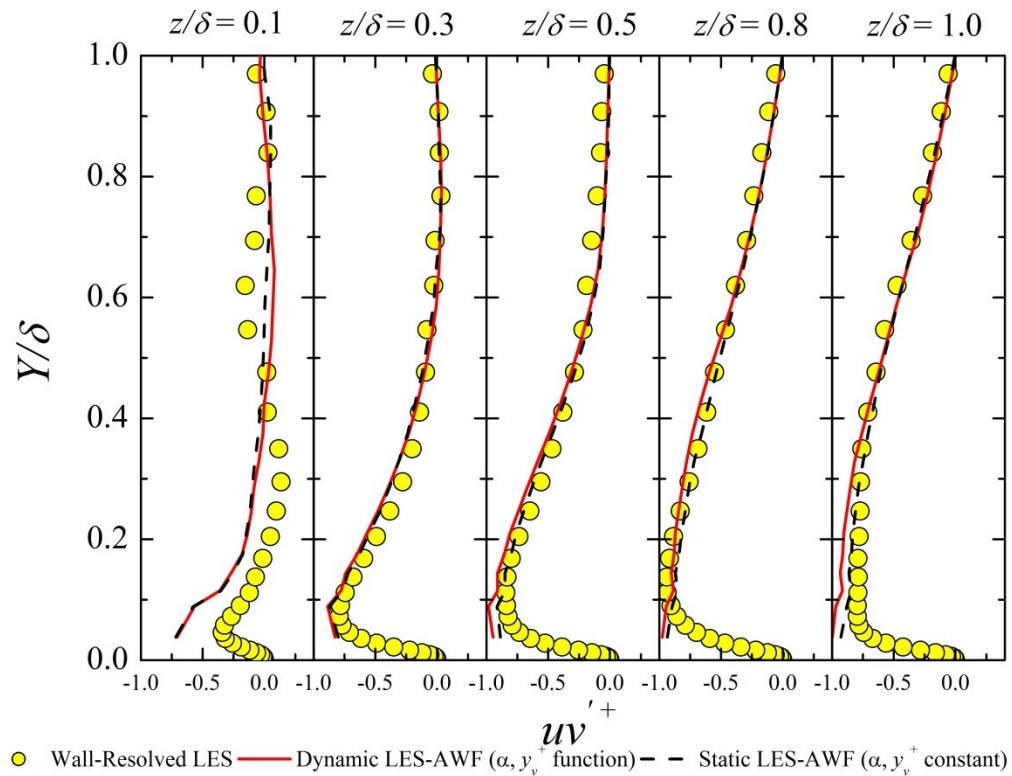 z/δ = 0.1 z/δ = 0.3 z/δ = 0.5 z/δ = 0.8 z/δ = 1.0
1.0
0.8
0.6
Y/δ
0.4
0.2
0.0
-1.0 -0.5 0.0 -1.0 -0.5 0.0 -1.0 -0.5 0.0 -1.0 -0.5 0.0 -1.0 -0.5 0.0
uv'+
Wall-Resolved LES Dynamic LES-AWF (α, yᵥ⁺ function) Static LES-AWF (α, yᵥ⁺ constant)